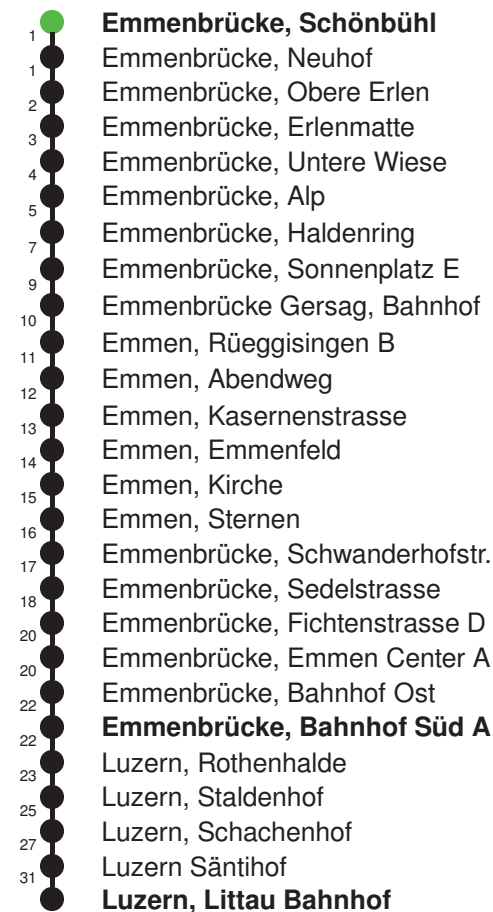 Emmenbrücke, Schönbühl
1
Emmenbrücke, Neuhof
1
Emmenbrücke, Obere Erlen
2
Emmenbrücke, Erlenmatte
3
Emmenbrücke, Untere Wiese
4
Emmenbrücke, Alp
5
Emmenbrücke, Haldenring
7
Emmenbrücke, Sonnenplatz E
9
Emmenbrücke Gersag, Bahnhof
10
Emmen, Rüeggisingen B
11
Emmen, Abendweg
12
Emmen, Kasernenstrasse
13
Emmen, Emmenfeld
14
Emmen, Kirche
15
Emmen, Sternen
16
Emmenbrücke, Schwanderhofstr.
17
Emmenbrücke, Sedelstrasse
18
Emmenbrücke, Fichtenstrasse D
20
Emmenbrücke, Emmen Center A
20
Emmenbrücke, Bahnhof Ost
22
Emmenbrücke, Bahnhof Süd A
22
Luzern, Rothenhalde
23
Luzern, Staldenhof
25
Luzern, Schachenhof
27
Luzern Säntihof
31
Luzern, Littau Bahnhof